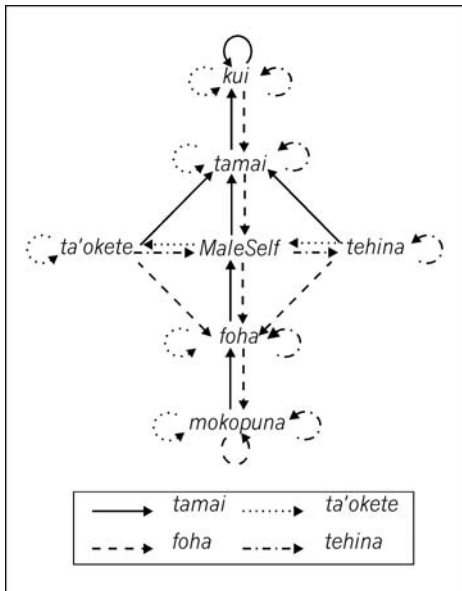 kui
tamai
ta'okete MaleSelf tehina
foha
mokopuna
tamai ta'okete
foha tehina